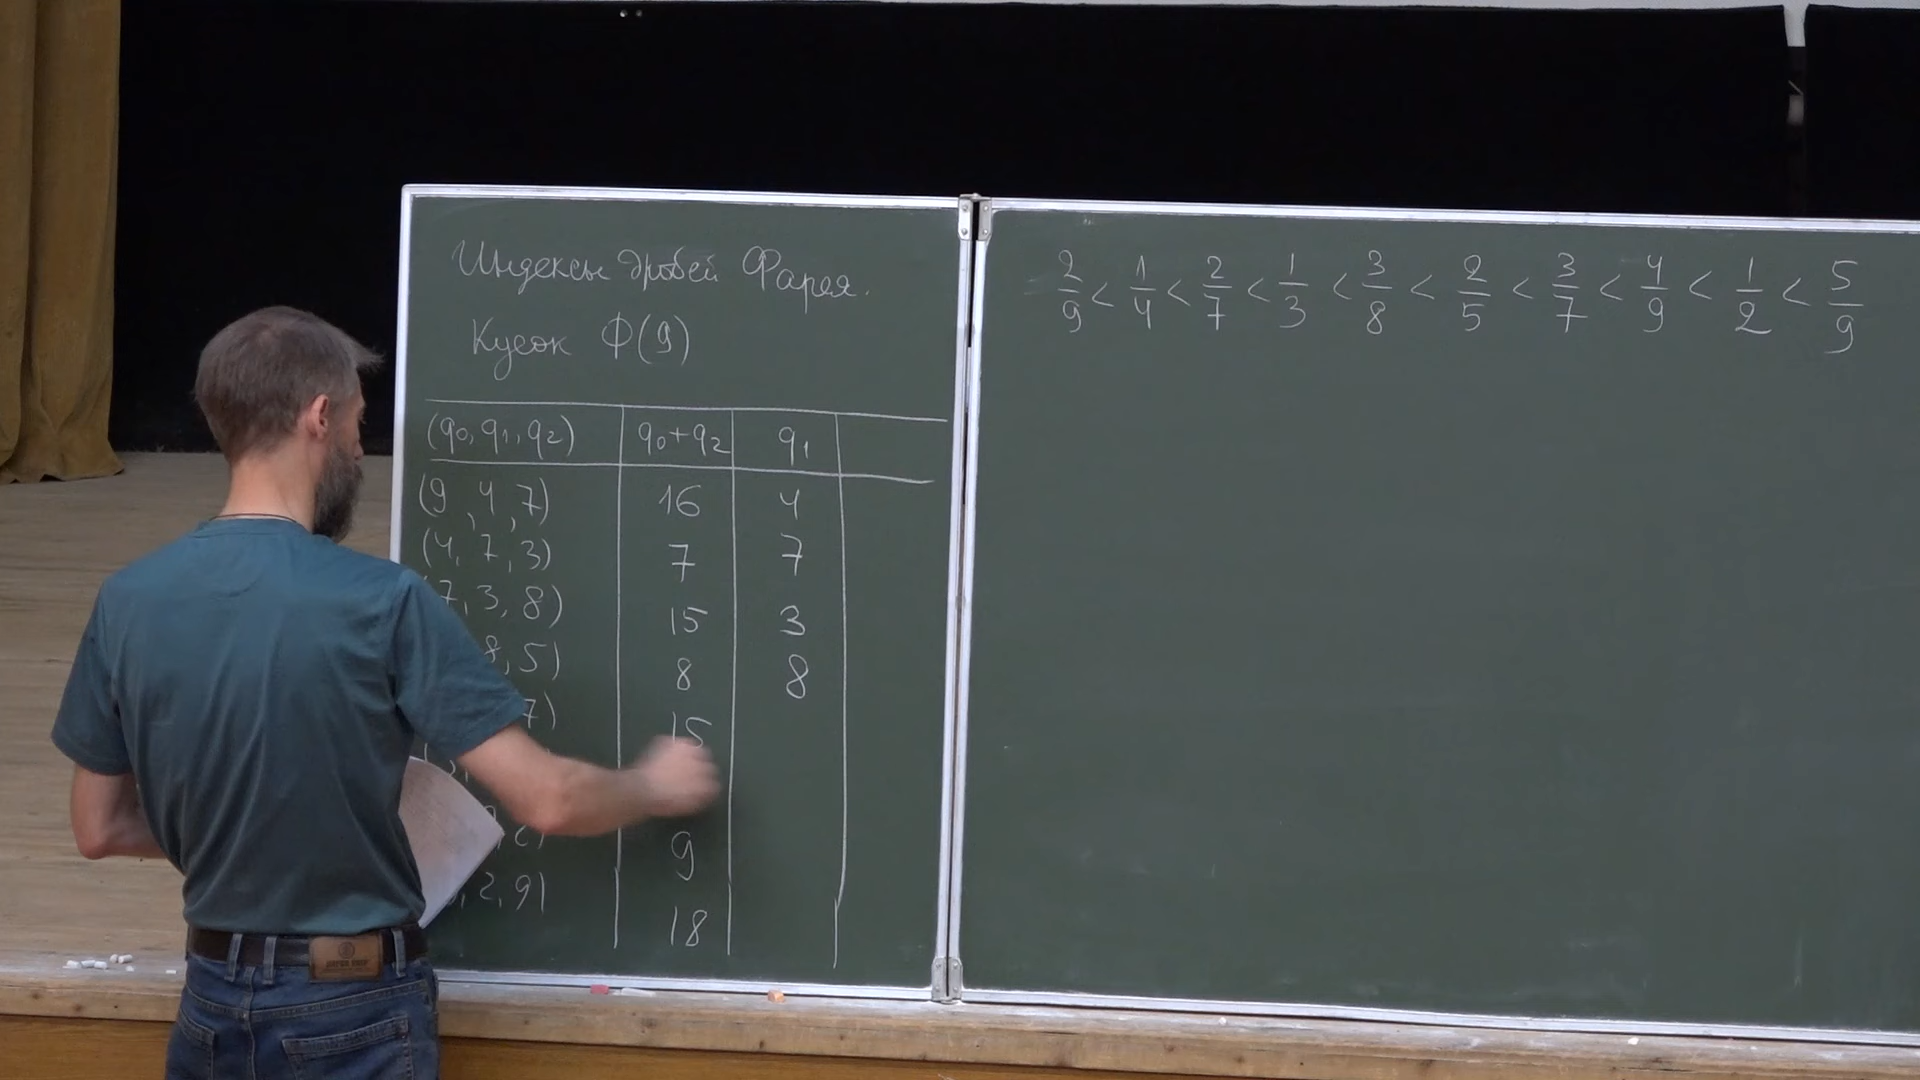 Индексы дробей Фарея.
Кусок Ф(9)
(q₀, q₁, q₂) | q₀+q₂ | q₁
(9, 4, 7) | 16 | 4
(4, 7, 3) | 7 | 7
7, 3, 8) | 15 | 3
8, 5) | 8 | 8
7) | 15
9
2, 9) | 18
2/9 < 1/4 < 2/7 < 1/3 < 3/8 < 2/5 < 3/7 < 4/9 < 1/2 < 5/9